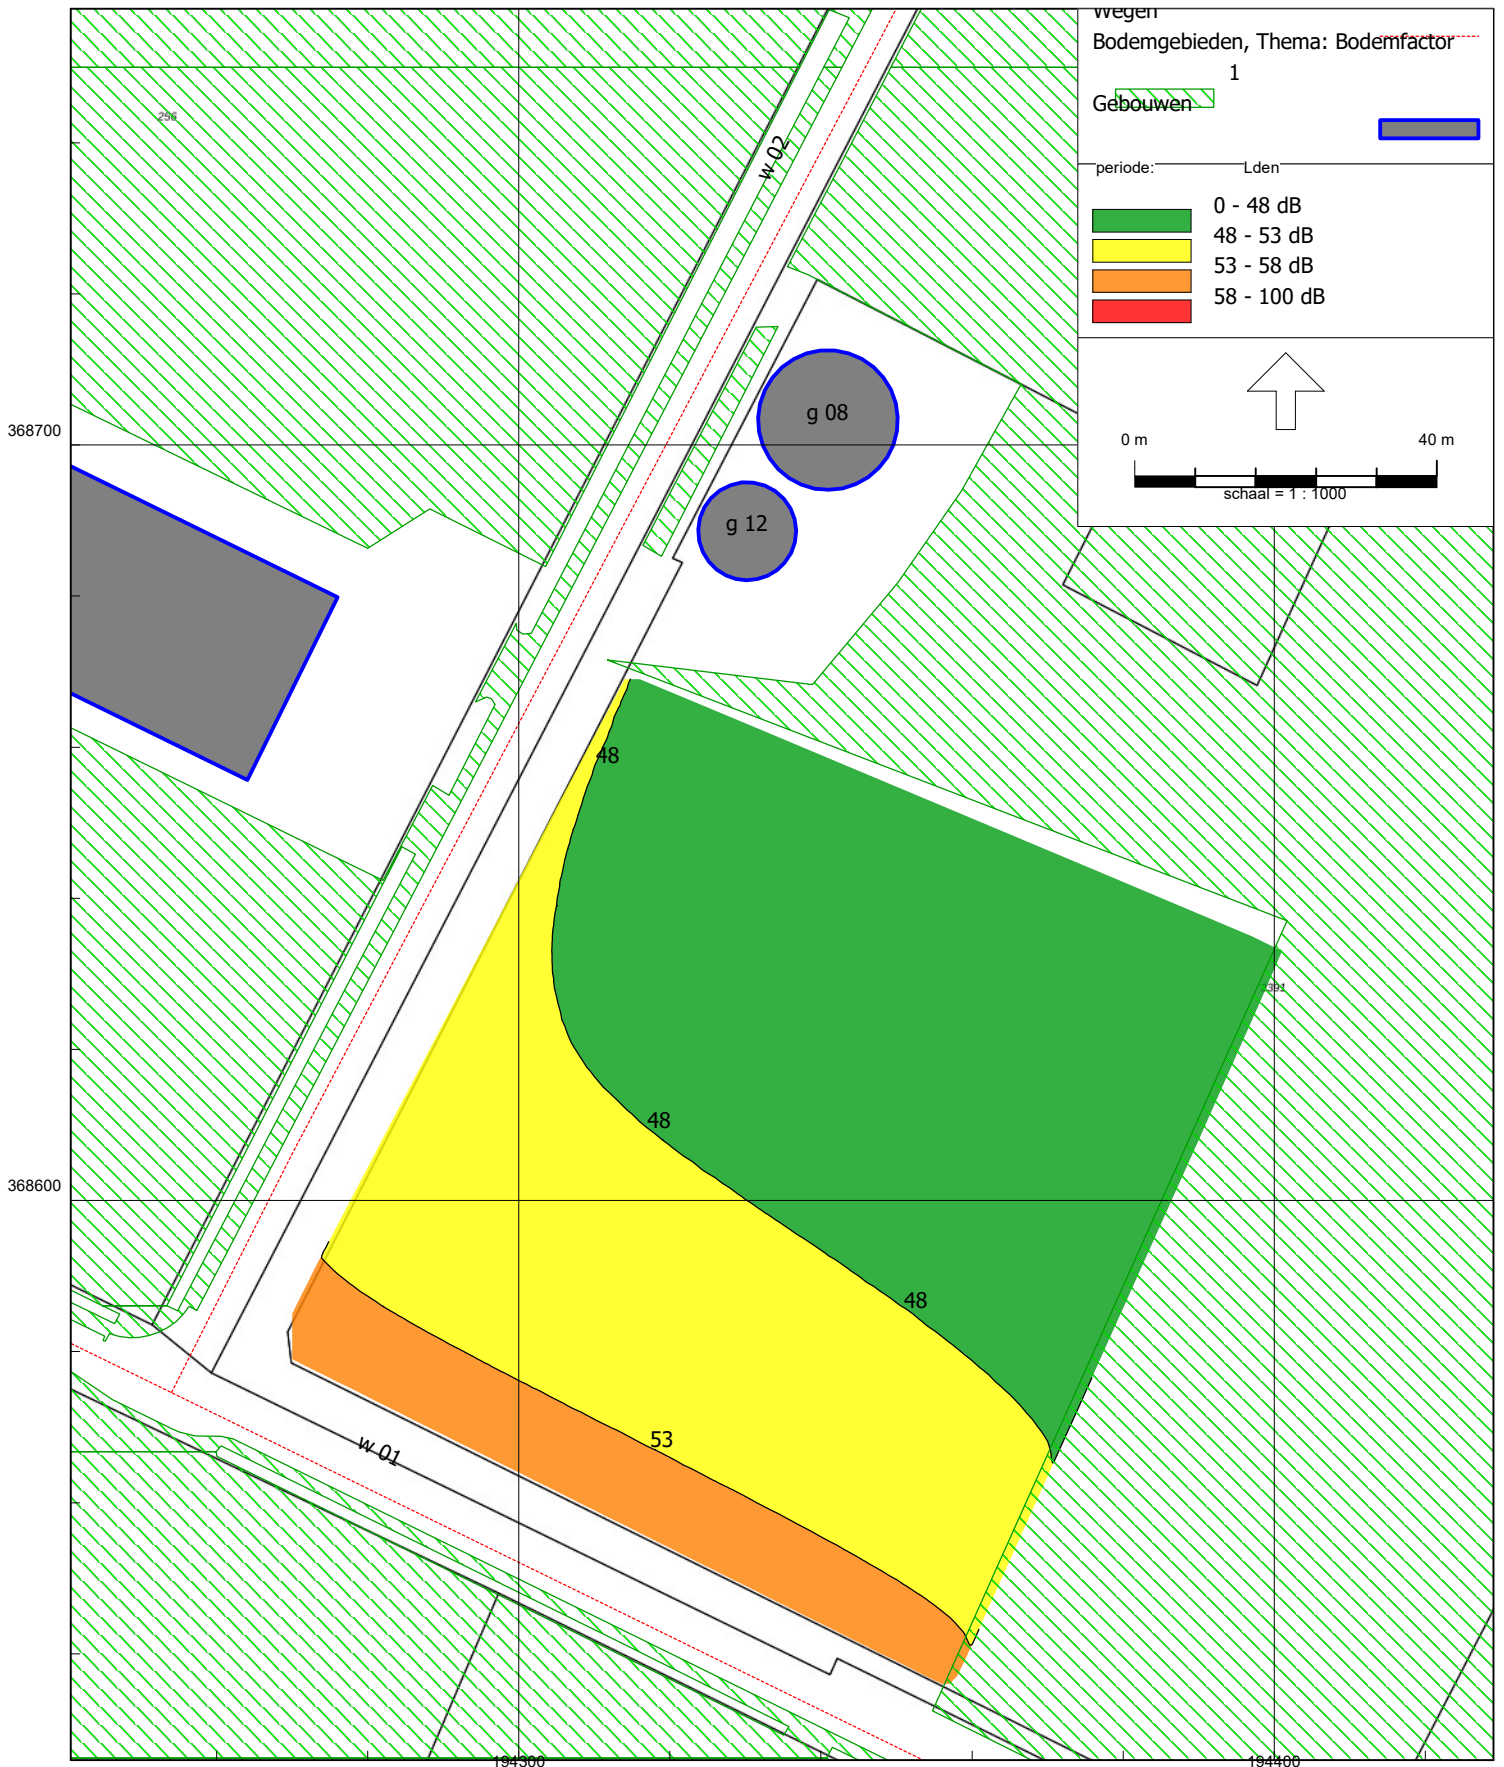 Wegen
Bodemgebieden, Thema: Bodemfactor
1
Gebouwen
periode: Lden
0 - 48 dB
48 - 53 dB
53 - 58 dB
58 - 100 dB
0 m 40 m
schaal = 1 : 1000
256
w 02
g 08
368700
g 12
48
48
368600
48
53
w 01
194300 194400